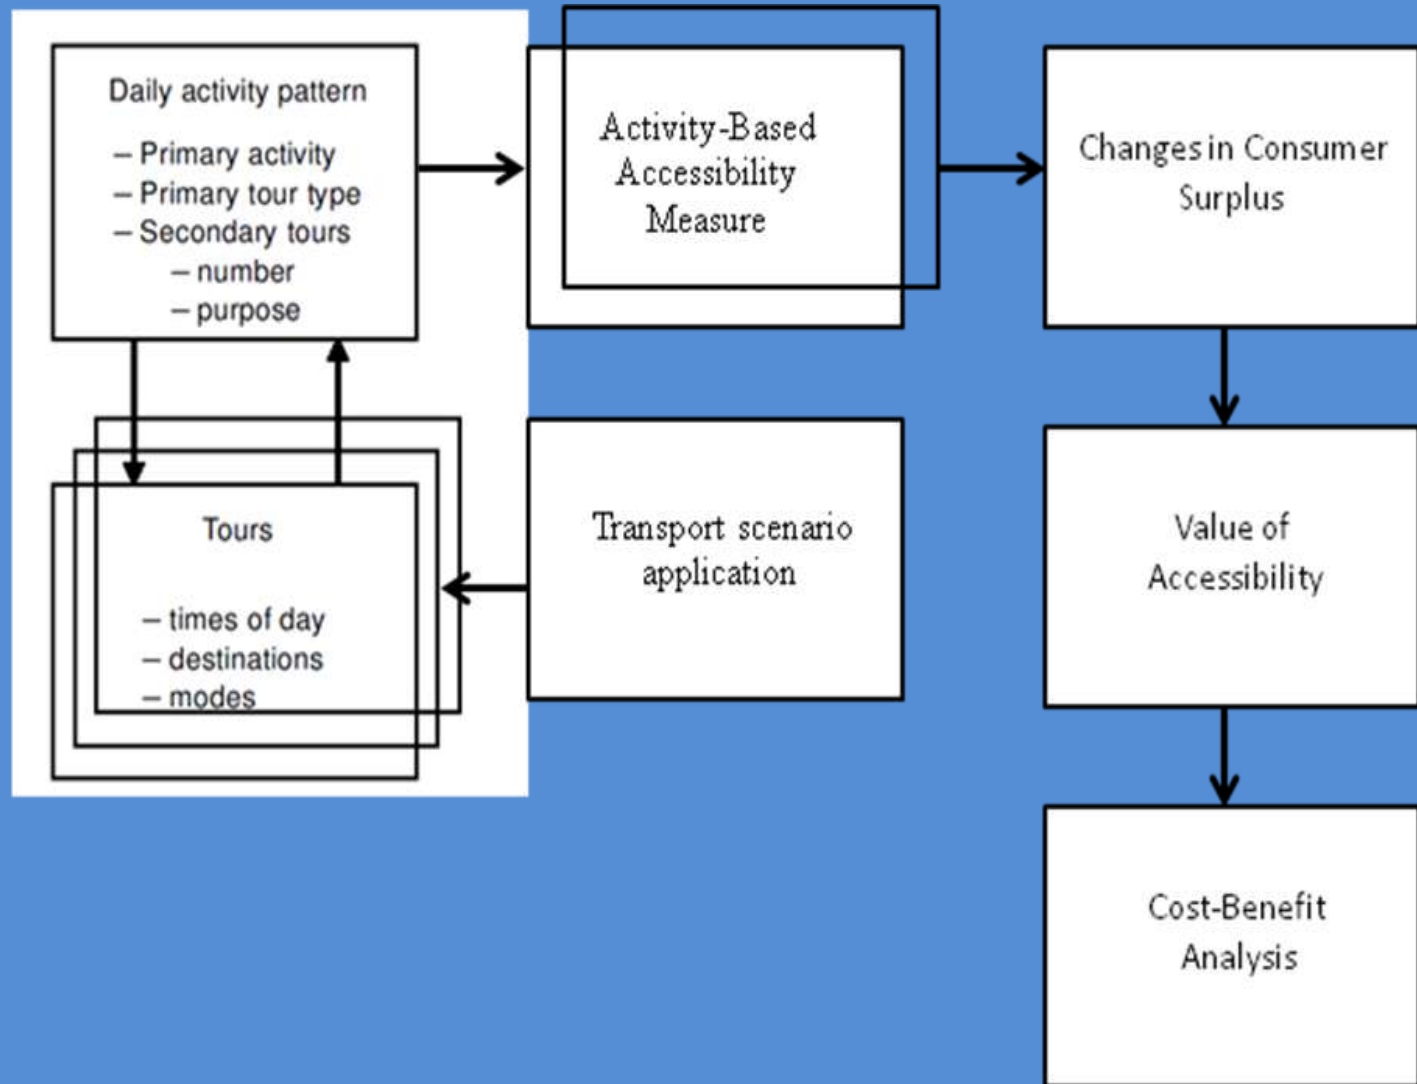 Daily activity pattern
– Primary activity
– Primary tour type
– Secondary tours
– number
– purpose
Activity-Based
Accessibility
Measure
Changes in Consumer
Surplus
Tours
– times of day
– destinations
– modes
Transport scenario
application
Value of
Accessibility
Cost-Benefit
Analysis